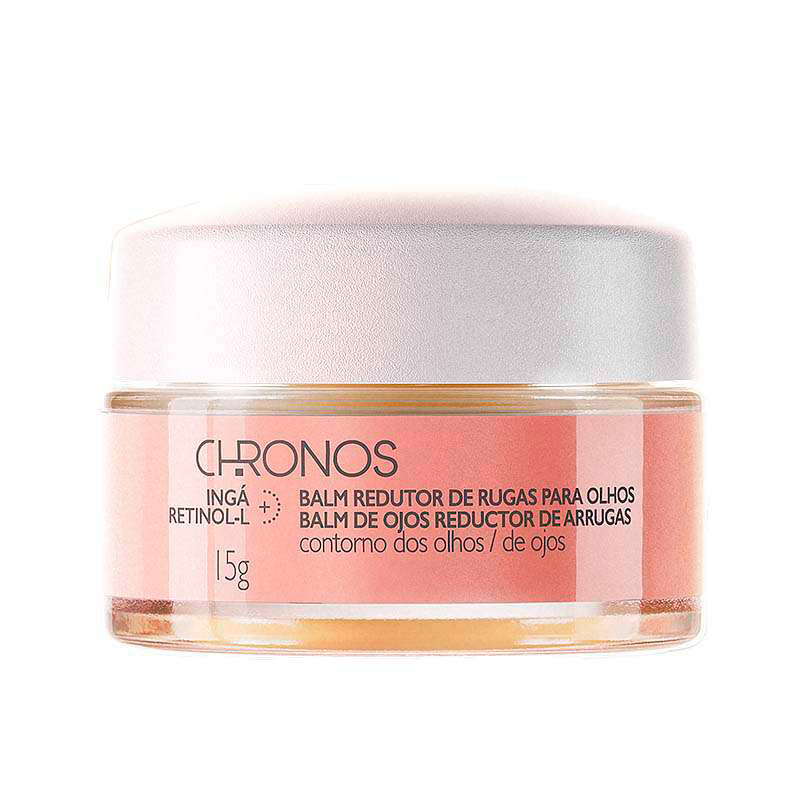 CHRONOS
INGÁ
RETINOL-L +
BALM REDUTOR DE RUGAS PARA OLHOS
BALM DE OJOS REDUCTOR DE ARRUGAS
contorno dos olhos / de ojos
15g